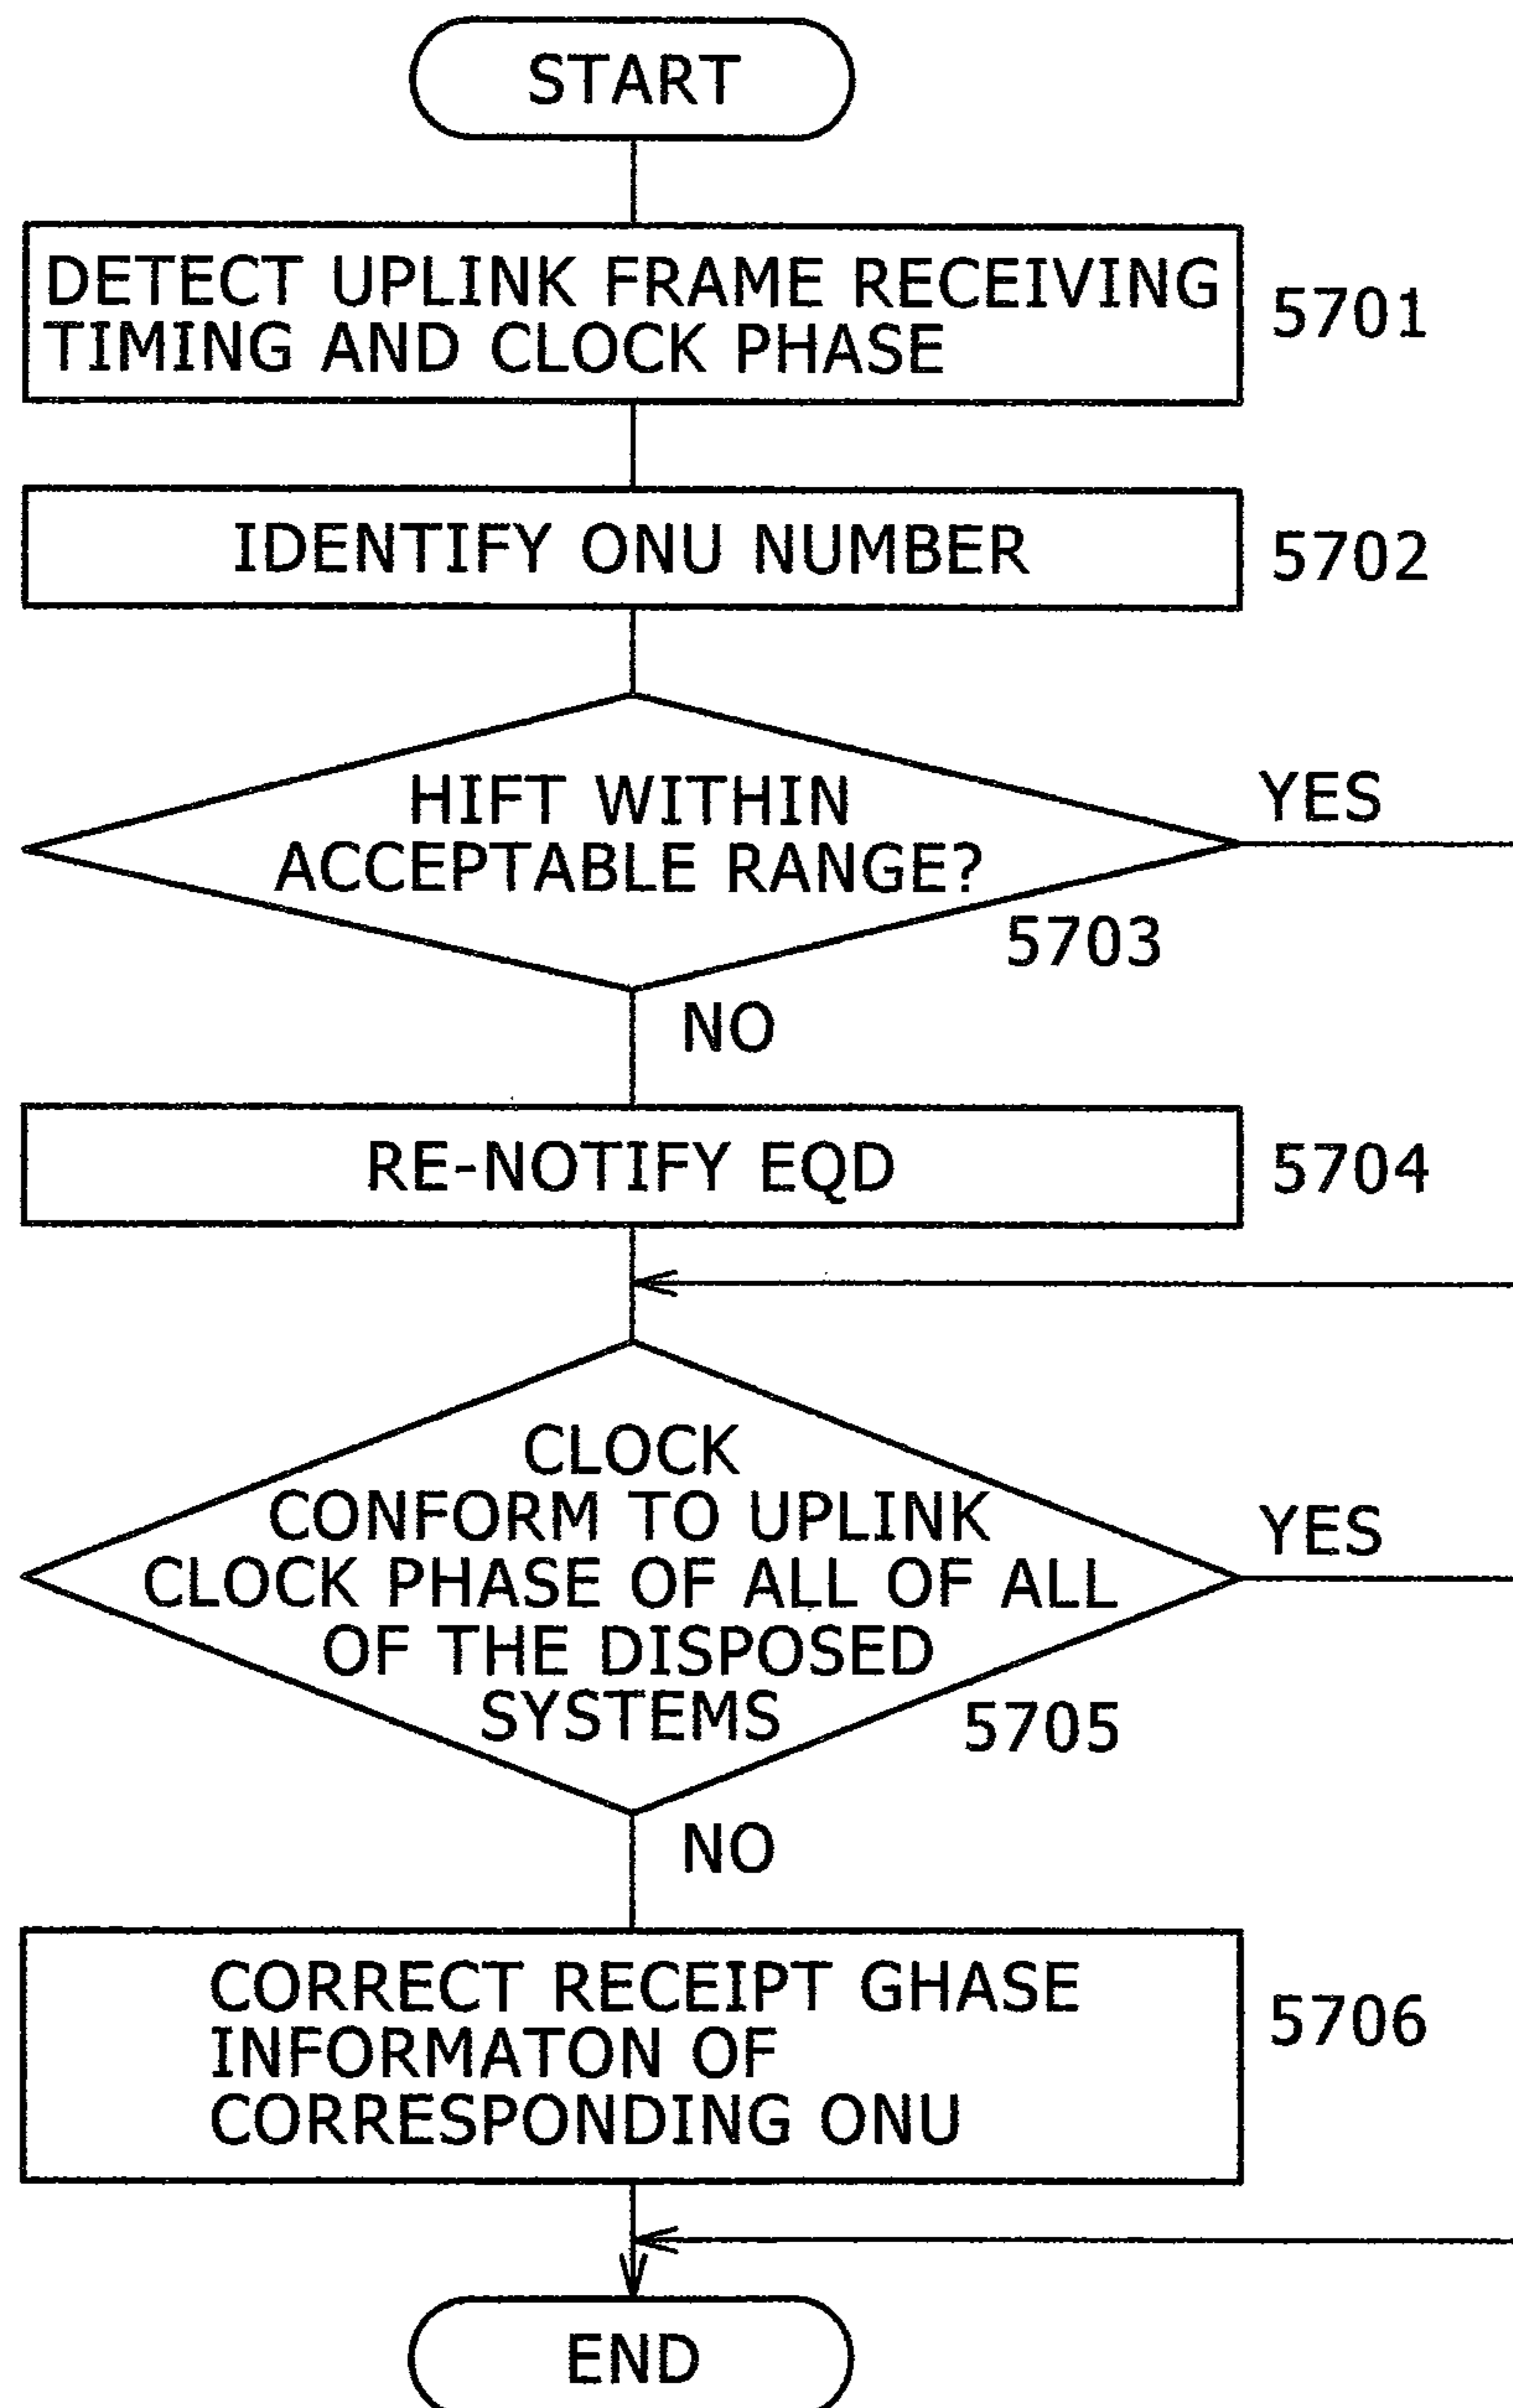 START
DETECT UPLINK FRAME RECEIVING
TIMING AND CLOCK PHASE
5701
IDENTIFY ONU NUMBER
5702
HIFT WITHIN
ACCEPTABLE RANGE?
YES
5703
NO
RE-NOTIFY EQD
5704
CLOCK
CONFORM TO UPLINK
CLOCK PHASE OF ALL OF ALL
OF THE DISPOSED
SYSTEMS
YES
5705
NO
CORRECT RECEIPT GHASE
INFORMATON OF
CORRESPONDING ONU
5706
END